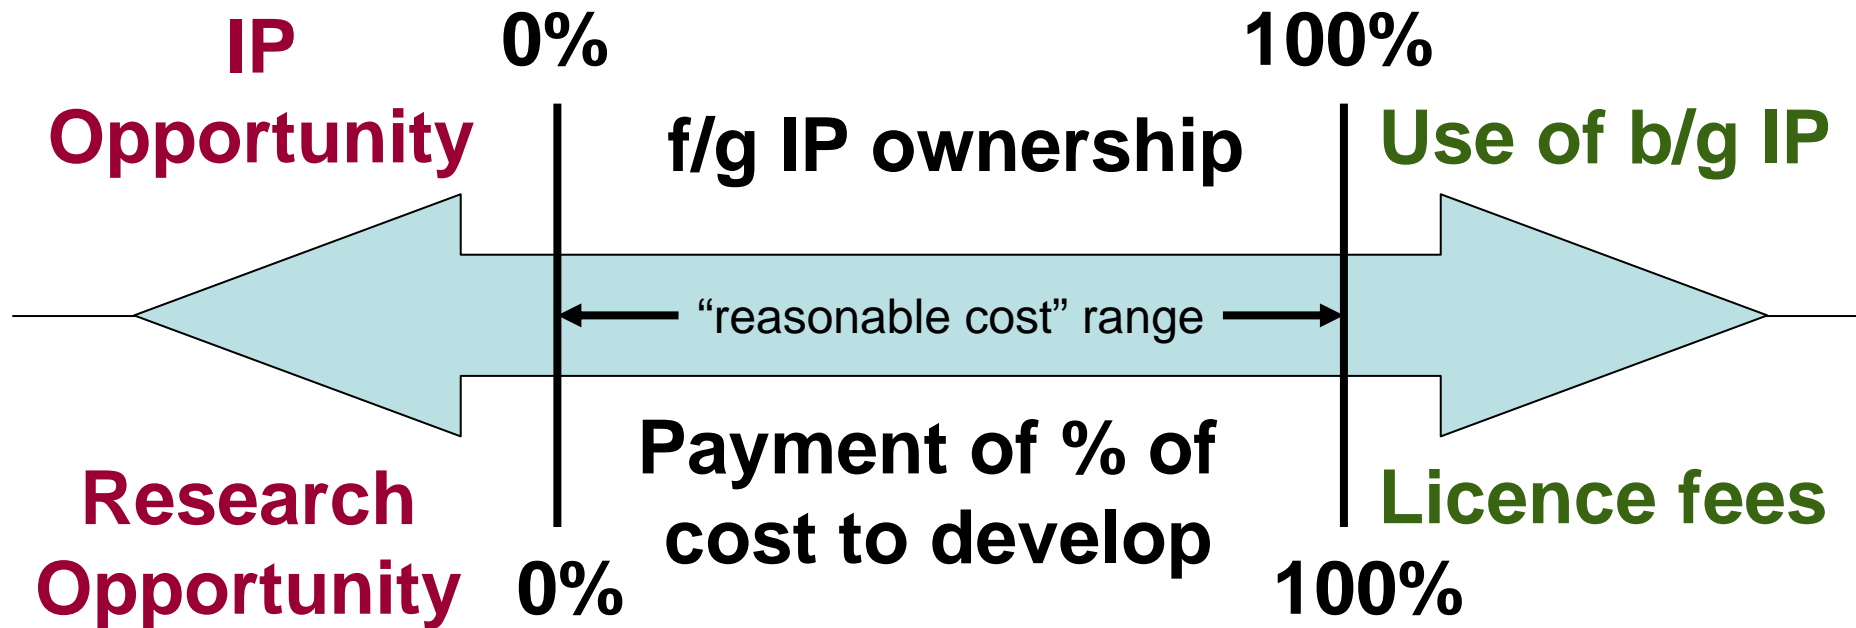 IP
Opportunity
0%
100%
f/g IP ownership
Use of b/g IP
“reasonable cost” range
Research
Opportunity
0%
Payment of % of
cost to develop
100%
Licence fees